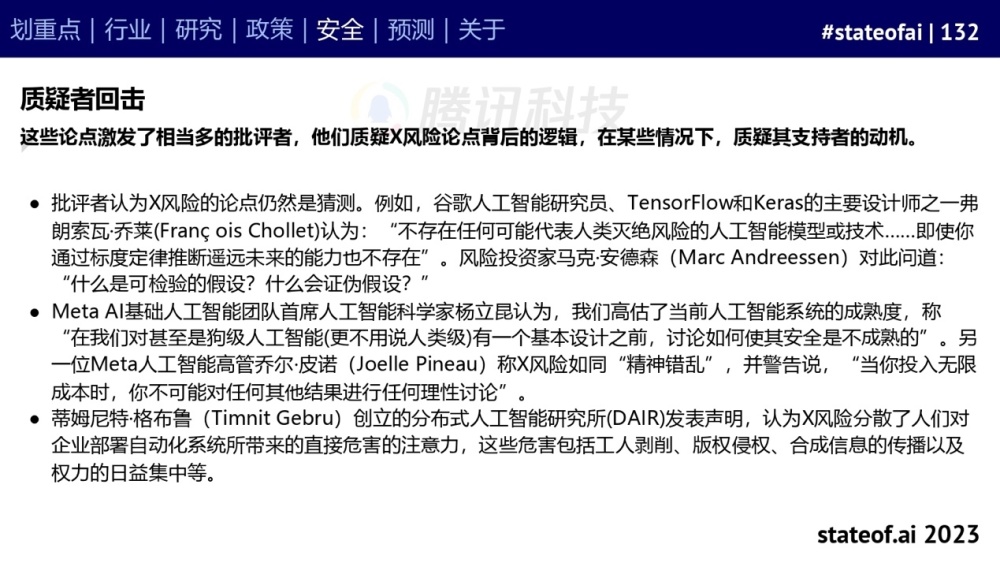 划重点 | 行业 | 研究 | 政策 | 安全 | 预测 | 关于
#stateofai | 132
质疑者回击
腾讯科技
这些论点激发了相当多的批评者，他们质疑X风险论点背后的逻辑，在某些情况下，质疑其支持者的动机。
● 批评者认为X风险的论点仍然是猜测。例如，谷歌人工智能研究员、TensorFlow和Keras的主要设计师之一弗
朗索瓦·乔莱(Franç ois Chollet)认为：“不存在任何可能代表人类灭绝风险的人工智能模型或技术......即使你
通过标度定律推断遥远未来的能力也不存在”。风险投资家马克·安德森（Marc Andreessen）对此问道：
“什么是可检验的假设？什么会证伪假设？”
● Meta AI基础人工智能团队首席人工智能科学家杨立昆认为，我们高估了当前人工智能系统的成熟度，称
“在我们对甚至是狗级人工智能(更不用说人类级)有一个基本设计之前，讨论如何使其安全是不成熟的”。另
一位Meta人工智能高管乔尔·皮诺（Joelle Pineau）称X风险如同“精神错乱”，并警告说，“当你投入无限
成本时，你不可能对任何其他结果进行任何理性讨论”。
● 蒂姆尼特·格布鲁（Timnit Gebru）创立的分布式人工智能研究所(DAIR)发表声明，认为X风险分散了人们对
企业部署自动化系统所带来的直接危害的注意力，这些危害包括工人剥削、版权侵权、合成信息的传播以及
权力的日益集中等。
stateof.ai 2023